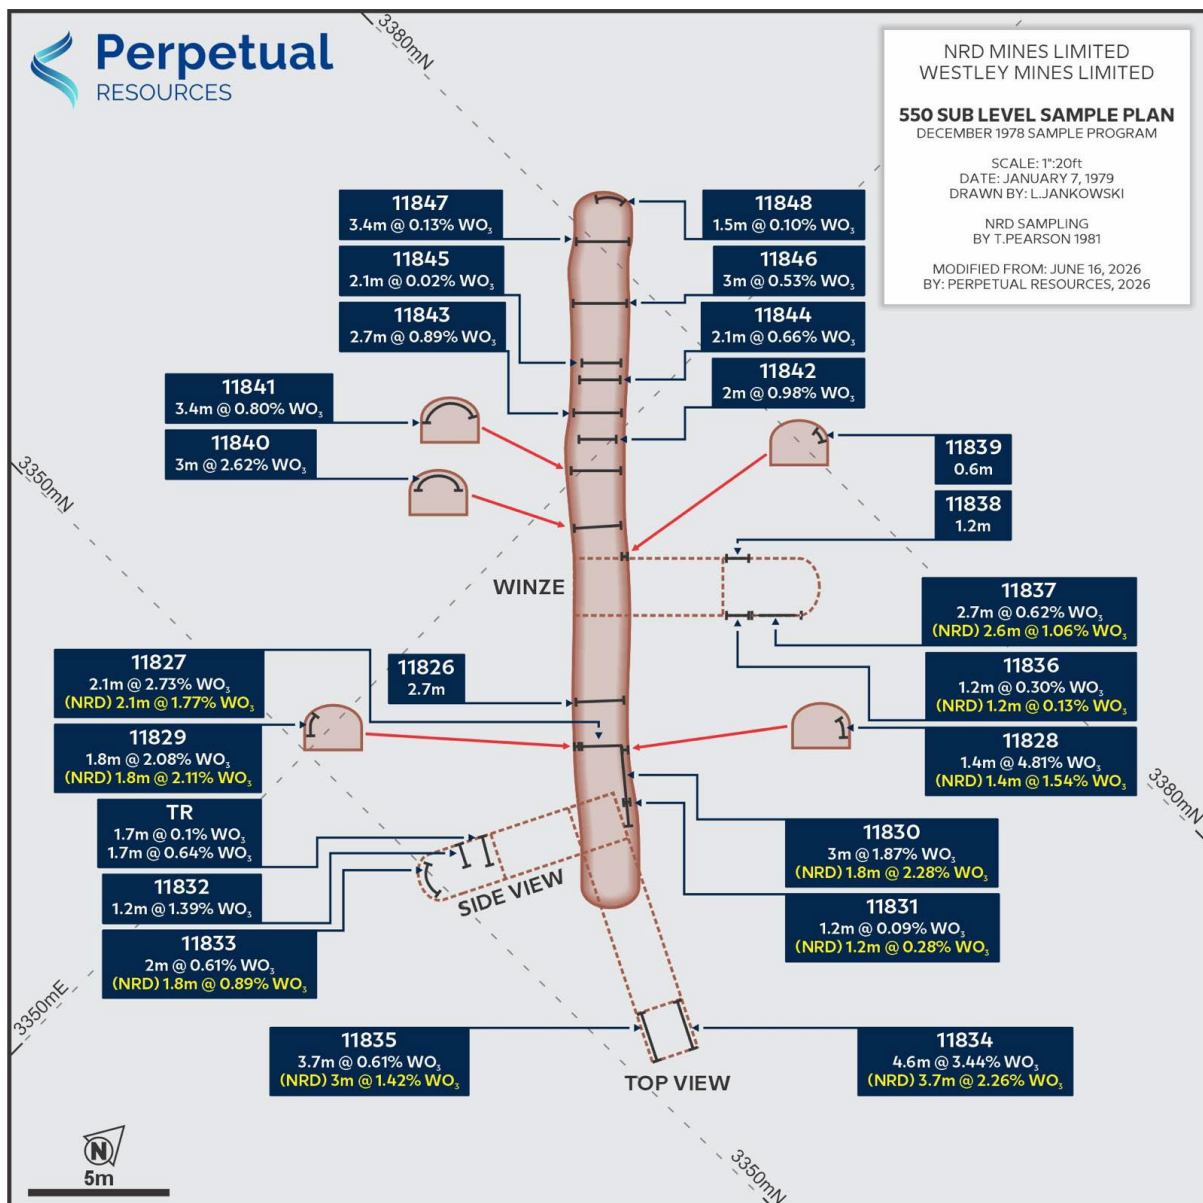 Perpetual
RESOURCES
3380mN
NRD MINES LIMITED
WESTLEY MINES LIMITED
550 SUB LEVEL SAMPLE PLAN
DECEMBER 1978 SAMPLE PROGRAM
SCALE: 1":20ft
DATE: JANUARY 7, 1979
DRAWN BY: L.JANKOWSKI
NRD SAMPLING
BY T.PEARSON 1981
MODIFIED FROM: JUNE 16, 2026
BY: PERPETUAL RESOURCES, 2026
11847
3.4m @ 0.13% WO₃
11848
1.5m @ 0.10% WO₃
11845
2.1m @ 0.02% WO₃
11846
3m @ 0.53% WO₃
11843
2.7m @ 0.89% WO₃
11844
2.1m @ 0.66% WO₃
11842
2m @ 0.98% WO₃
11841
3.4m @ 0.80% WO₃
11840
3m @ 2.62% WO₃
11839
0.6m
11838
1.2m
3350mN
WINZE
11837
2.7m @ 0.62% WO₃
(NRD) 2.6m @ 1.06% WO₃
11836
1.2m @ 0.30% WO₃
(NRD) 1.2m @ 0.13% WO₃
11827
2.1m @ 2.73% WO₃
(NRD) 2.1m @ 1.77% WO₃
11826
2.7m
11829
1.8m @ 2.08% WO₃
(NRD) 1.8m @ 2.11% WO₃
11828
1.4m @ 4.81% WO₃
(NRD) 1.4m @ 1.54% WO₃
3380mN
TR
1.7m @ 0.1% WO₃
1.7m @ 0.64% WO₃
11830
3m @ 1.87% WO₃
(NRD) 1.8m @ 2.28% WO₃
11832
1.2m @ 1.39% WO₃
SIDE VIEW
11831
1.2m @ 0.09% WO₃
(NRD) 1.2m @ 0.28% WO₃
11833
2m @ 0.61% WO₃
(NRD) 1.8m @ 0.89% WO₃
3350mE
11835
3.7m @ 0.61% WO₃
(NRD) 3m @ 1.42% WO₃
11834
4.6m @ 3.44% WO₃
(NRD) 3.7m @ 2.26% WO₃
TOP VIEW
N
5m
3350mN